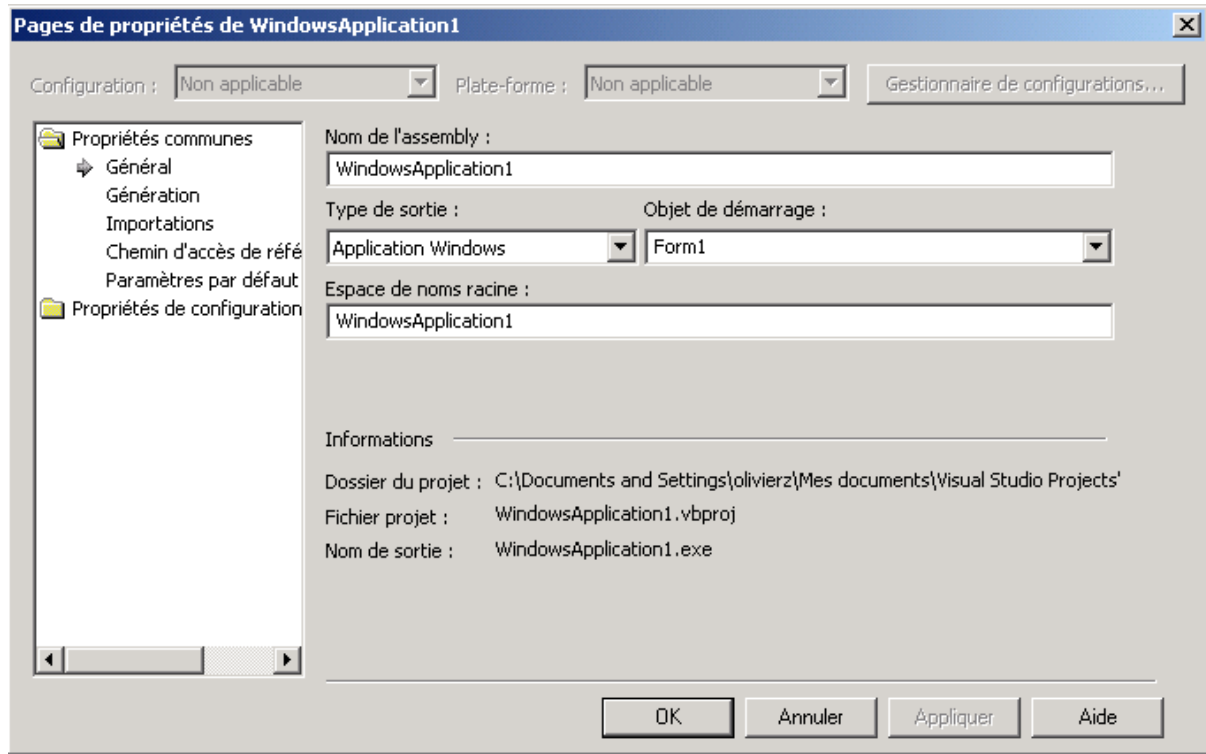 Pages de propriétés de WindowsApplication1
Configuration : Non applicable Plate-forme : Non applicable Gestionnaire de configurations...
Propriétés communes
Général
Génération
Importations
Chemin d'accès de réfé
Paramètres par défaut
Propriétés de configuration
Nom de l'assembly :
WindowsApplication1
Type de sortie : Objet de démarrage :
Application Windows Form1
Espace de noms racine :
WindowsApplication1
Informations
Dossier du projet : C:\Documents and Settings\olivierz\Mes documents\Visual Studio Projects'
Fichier projet : WindowsApplication1.vbproj
Nom de sortie : WindowsApplication1.exe
OK Annuler Appliquer Aide